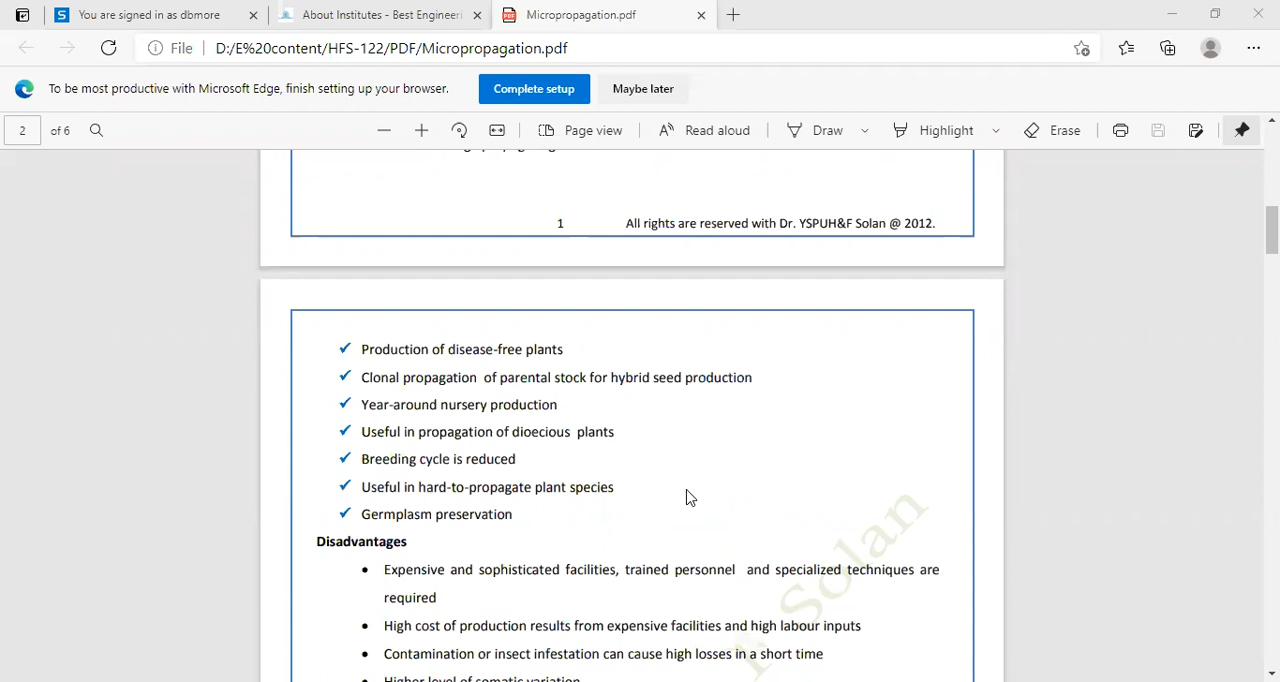 You are signed in as dbmore
About Institutes - Best Engineeri
Micropropagation.pdf
File
D:/E%20content/HFS-122/PDF/Micropropagation.pdf
To be most productive with Microsoft Edge, finish setting up your browser.
Complete setup
Maybe later
2 of 6
Page view
Read aloud
Draw
Highlight
Erase
1 All rights are reserved with Dr. YSPUH&F Solan @ 2012.
✓ Production of disease-free plants
✓ Clonal propagation of parental stock for hybrid seed production
✓ Year-around nursery production
✓ Useful in propagation of dioecious plants
✓ Breeding cycle is reduced
✓ Useful in hard-to-propagate plant species
✓ Germplasm preservation
Disadvantages
• Expensive and sophisticated facilities, trained personnel and specialized techniques are
required
• High cost of production results from expensive facilities and high labour inputs
• Contamination or insect infestation can cause high losses in a short time
• Higher level of somatic variation
Solan